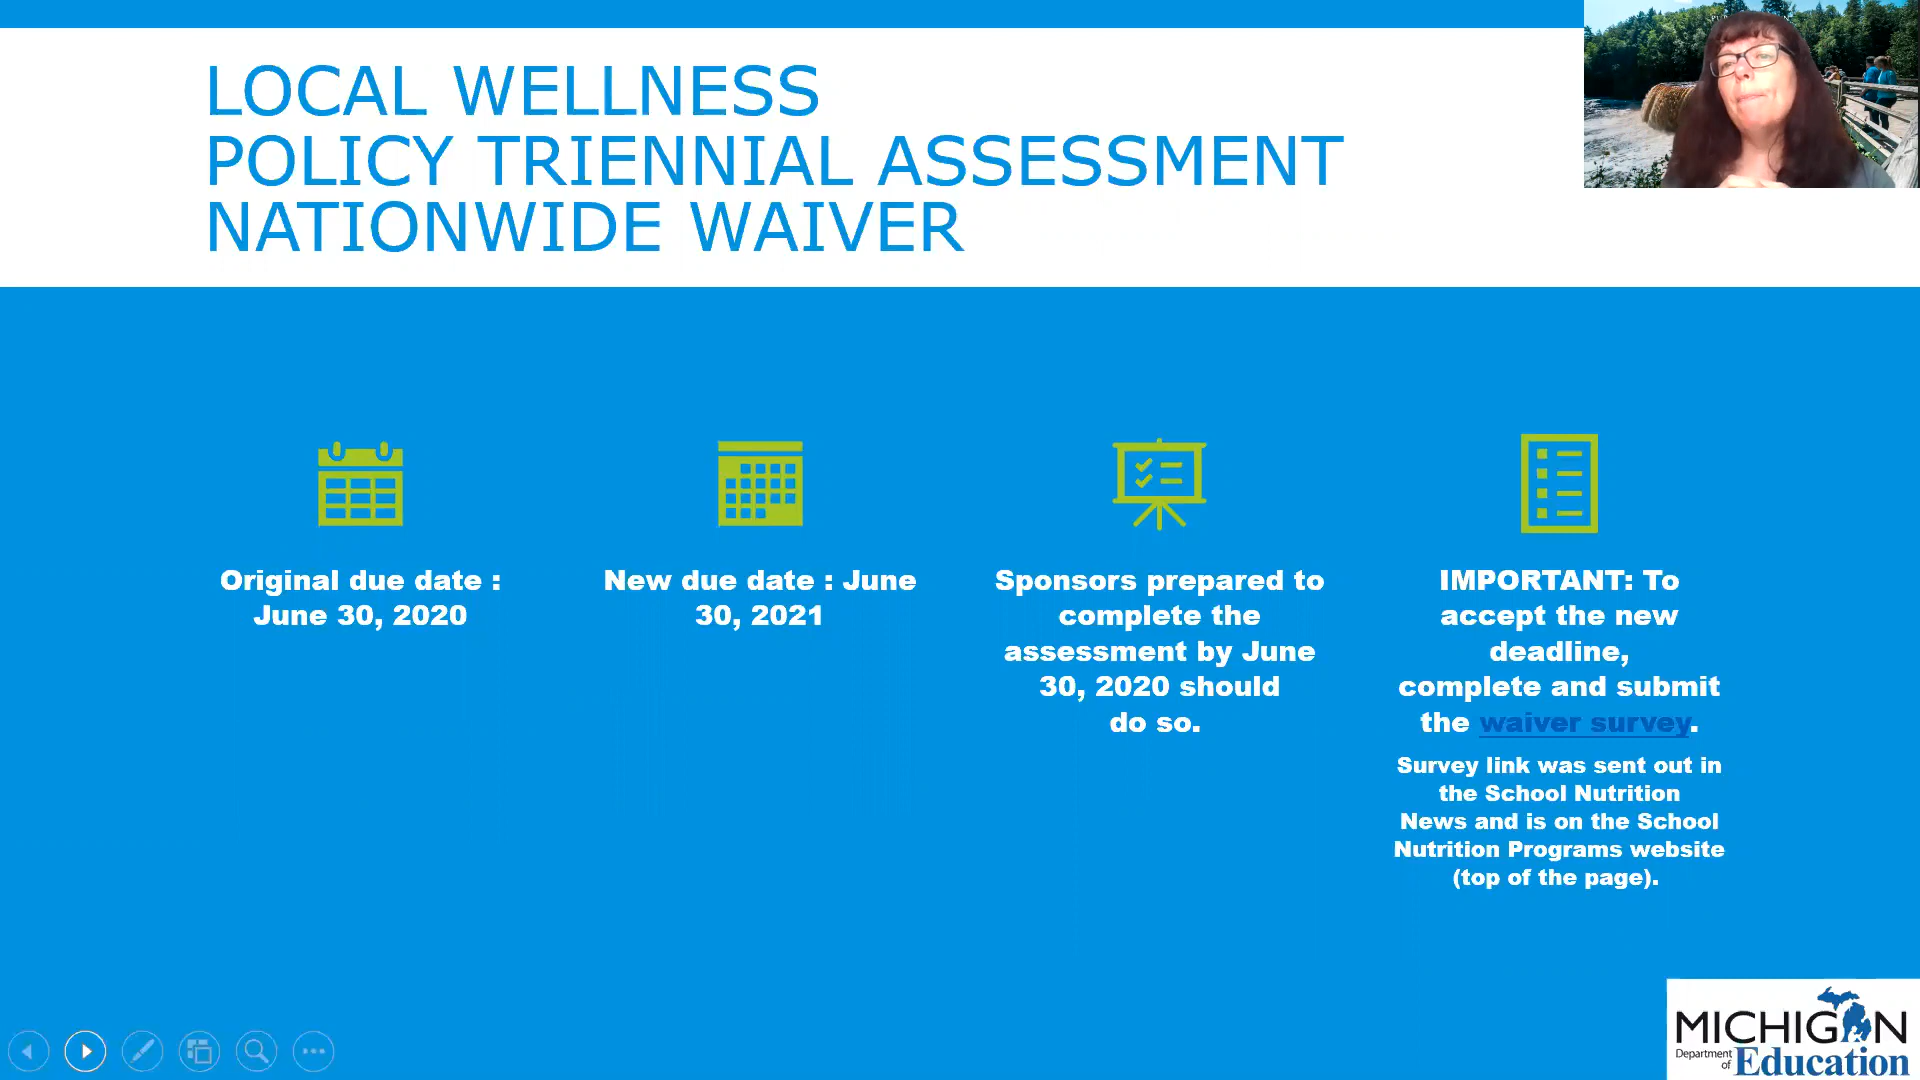 LOCAL WELLNESS
POLICY TRIENNIAL ASSESSMENT
NATIONWIDE WAIVER
Original due date :
June 30, 2020
New due date : June
30, 2021
Sponsors prepared to
complete the
assessment by June
30, 2020 should
do so.
IMPORTANT: To
accept the new
deadline,
complete and submit
the waiver survey.
Survey link was sent out in
the School Nutrition
News and is on the School
Nutrition Programs website
(top of the page).
MICHIGAN
Department
of Education